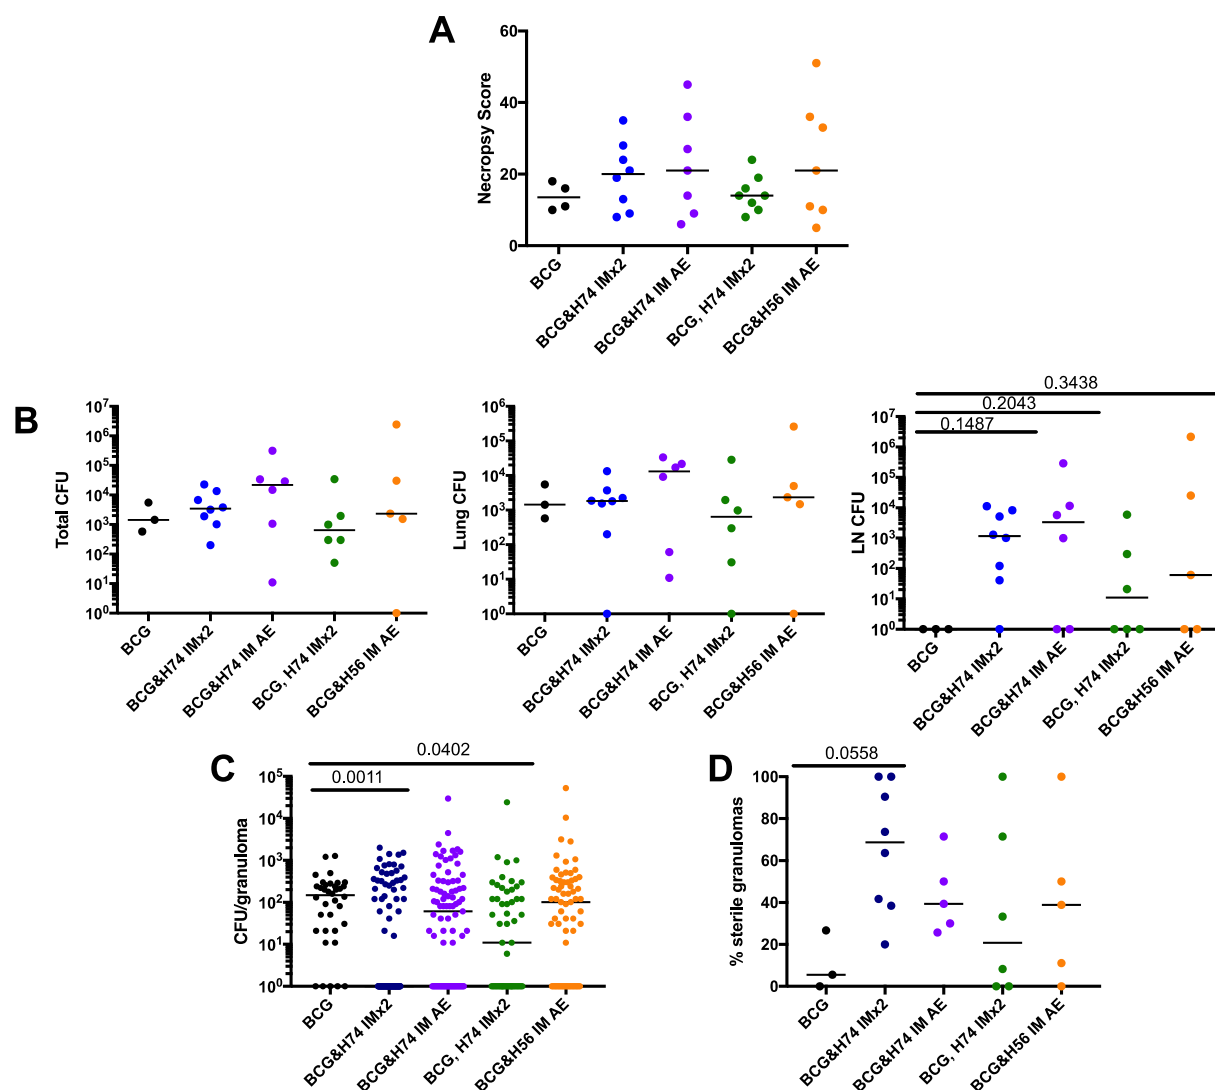 A
Necropsy Score
60
40
20
0
BCG
BCG&H74 IMx2
BCG&H74 IM AE
BCG, H74 IMx2
BCG&H56 IM AE
B
Total CFU
10^7
10^6
10^5
10^4
10^3
10^2
10^1
10^0
BCG
BCG&H74 IMx2
BCG&H74 IM AE
BCG, H74 IMx2
BCG&H56 IM AE
Lung CFU
10^6
10^5
10^4
10^3
10^2
10^1
10^0
BCG
BCG&H74 IMx2
BCG&H74 IM AE
BCG, H74 IMx2
BCG&H56 IM AE
0.3438
0.2043
0.1487
LN CFU
10^7
10^6
10^5
10^4
10^3
10^2
10^1
10^0
BCG
BCG&H74 IMx2
BCG&H74 IM AE
BCG, H74 IMx2
BCG&H56 IM AE
C
0.0402
0.0011
CFU/granuloma
10^5
10^4
10^3
10^2
10^1
10^0
BCG
BCG&H74 IMx2
BCG&H74 IM AE
BCG, H74 IMx2
BCG&H56 IM AE
D
0.0558
% sterile granulomas
100
80
60
40
20
0
BCG
BCG&H74 IMx2
BCG&H74 IM AE
BCG, H74 IMx2
BCG&H56 IM AE